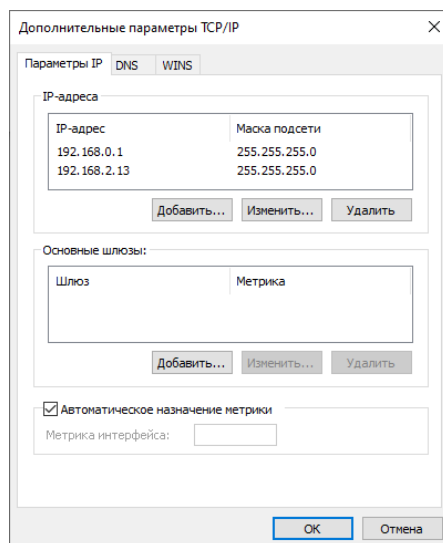 Дополнительные параметры TCP/IP
Параметры IP DNS WINS
IP-адреса
IP-адрес Маска подсети
192.168.0.1 255.255.255.0
192.168.2.13 255.255.255.0
Добавить... Изменить... Удалить
Основные шлюзы:
Шлюз Метрика
Добавить... Изменить... Удалить
Автоматическое назначение метрики
Метрика интерфейса:
ОК Отмена